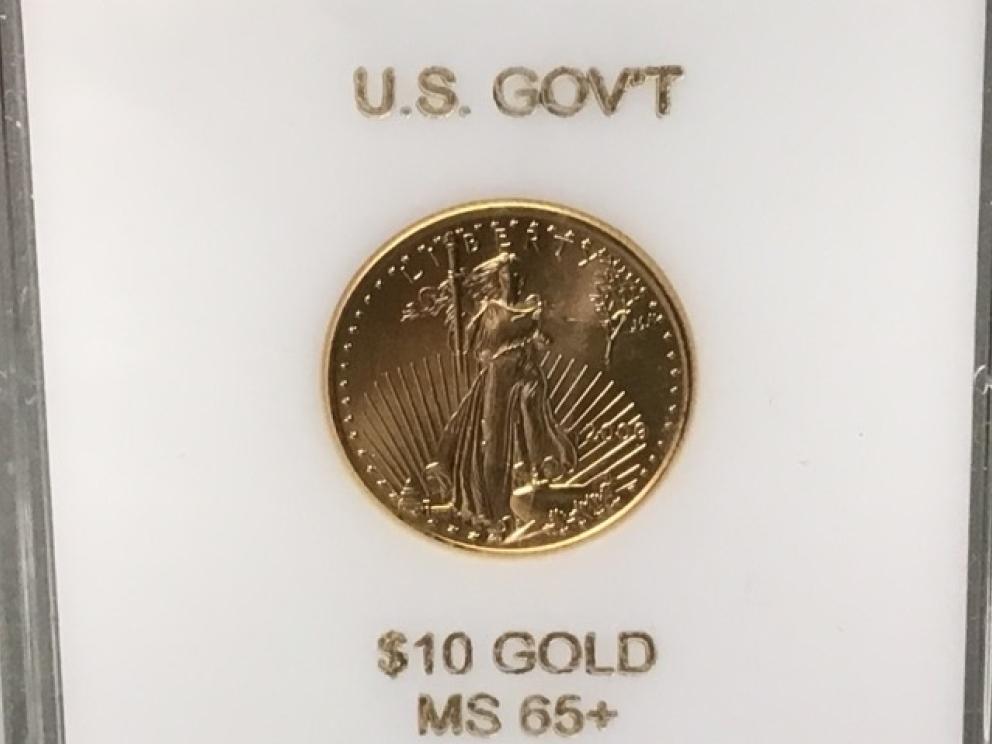 U.S. GOV'T
LIBERTY
$10 GOLD
MS 65+